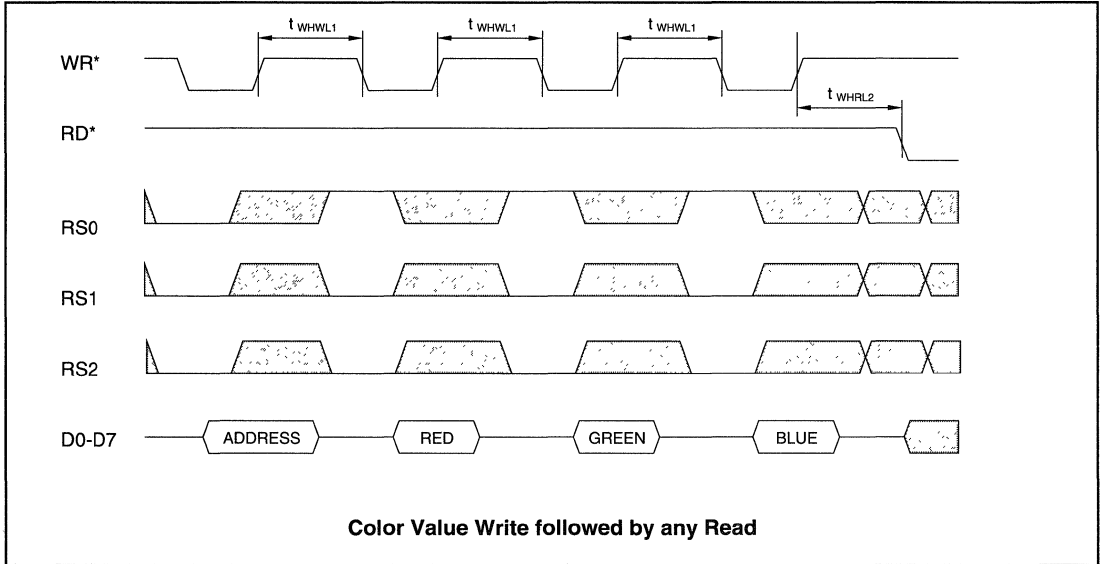 t WHWL1 t WHWL1 t WHWL1
WR*
t WHRL2
RD*
RS0
RS1
RS2
D0-D7 ADDRESS RED GREEN BLUE
Color Value Write followed by any Read